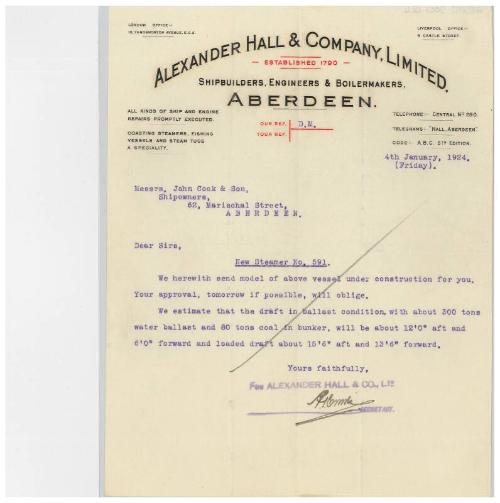 LONDON OFFICE:-
LIVERPOOL OFFICE:-
5 CASTLE STREET.
ALEXANDER HALL & COMPANY, LIMITED,
— ESTABLISHED 1790 —
SHIPBUILDERS, ENGINEERS & BOILERMAKERS,
ABERDEEN.
ALL KINDS OF SHIP AND ENGINE
REPAIRS PROMPTLY EXECUTED.
COASTING STEAMERS, FISHING
VESSELS AND STEAM TUGS
A SPECIALITY.
OUR REF. D.M.
YOUR REF.
TELEPHONE:- CENTRAL No 250.
TELEGRAMS:- "HALL, ABERDEEN"
CODE:- A.B.C. 5TH EDITION.
4th January, 1924.
(Friday).
Messrs, John Cook & Son,
Shipowners,
62, Marischal Street,
A B E R D E E N.
Dear Sirs,
New Steamer No. 591.
We herewith send model of above vessel under construction for you.
Your approval, tomorrow if possible, will oblige.
We estimate that the draft in ballast condition, with about 300 tons
water ballast and 80 tons coal in bunker, will be about 12'0" aft and
6'0" forward and loaded draft about 15'6" aft and 13'6" forward.
Yours faithfully,
FOR ALEXANDER HALL & CO., LTD
SECRETARY.